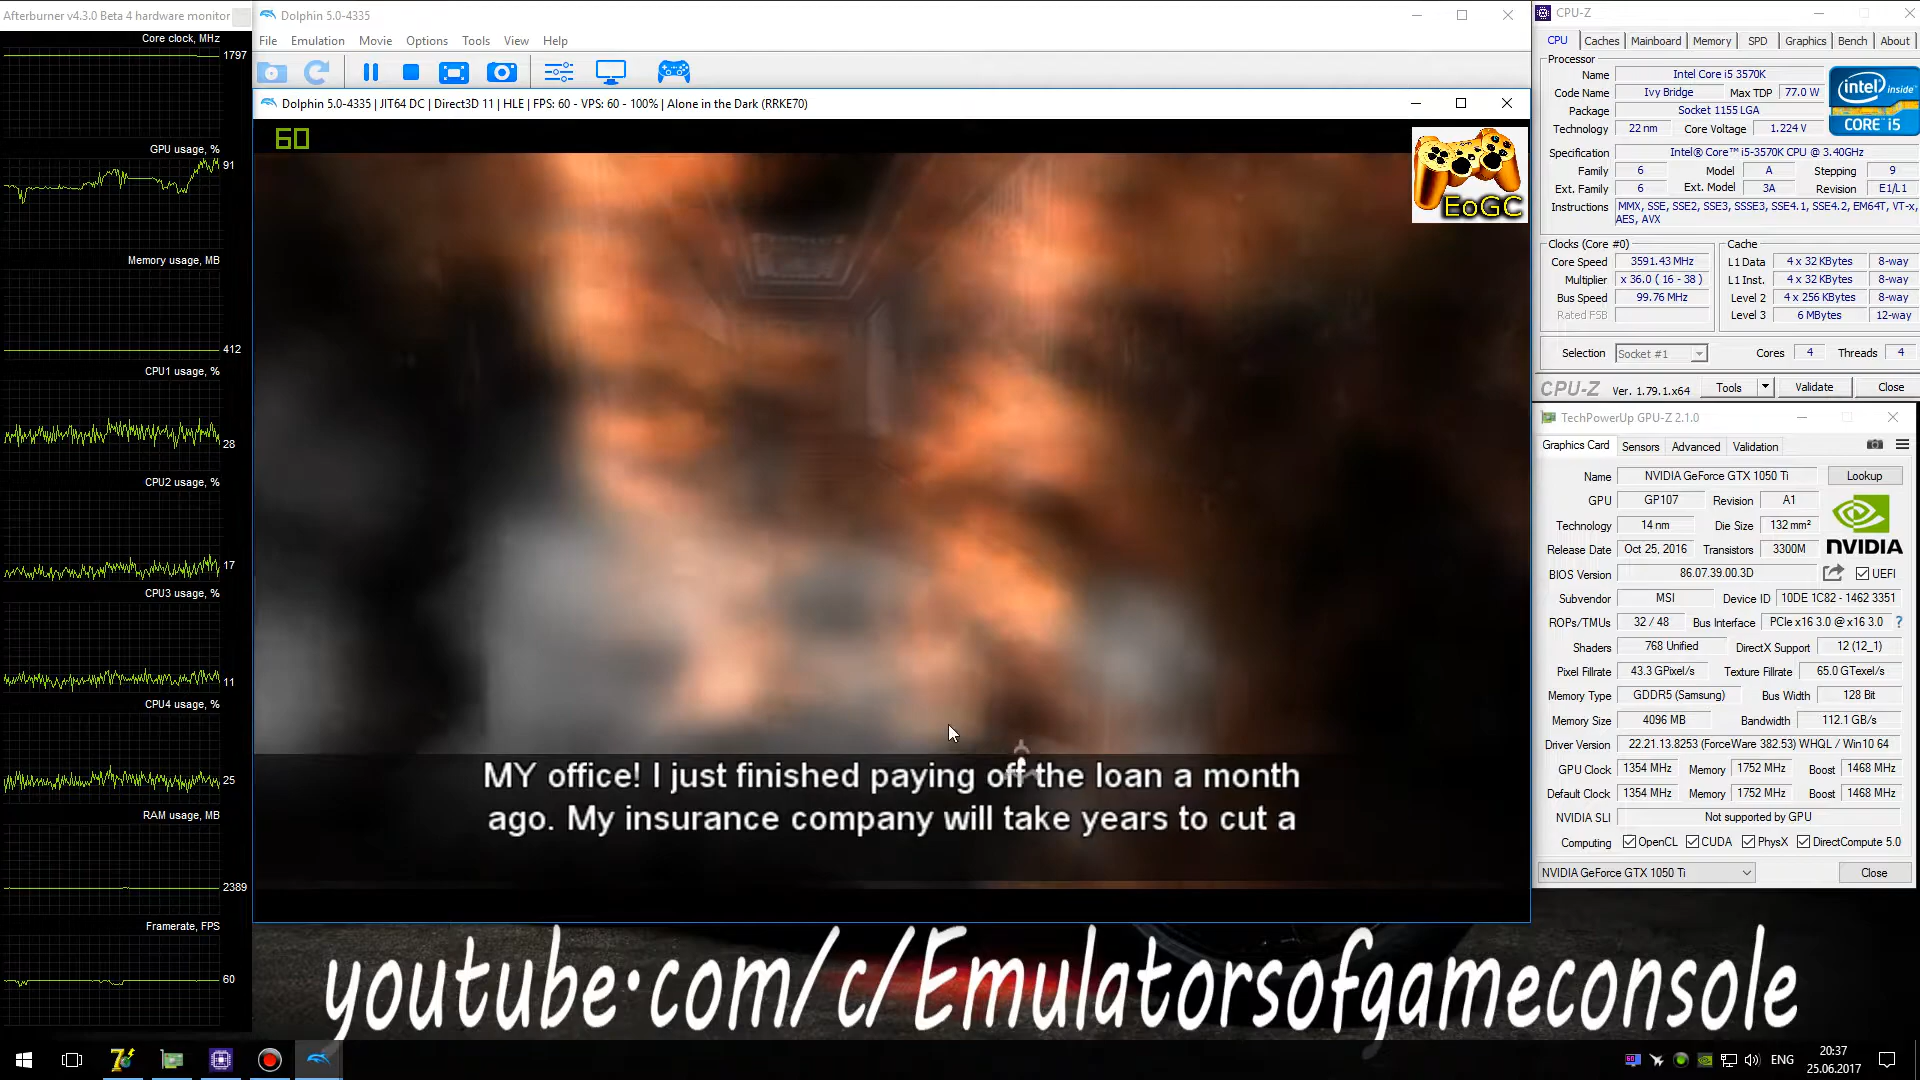 Afterburner v4.3.0 Beta 4 hardware monitor
Core clock, MHz
1797
GPU usage, %
91
Memory usage, MB
412
CPU1 usage, %
28
CPU2 usage, %
17
CPU3 usage, %
11
CPU4 usage, %
25
RAM usage, MB
2389
Framerate, FPS
60
Dolphin 5.0-4335
File Emulation Movie Options Tools View Help
Dolphin 5.0-4335 | JIT64 DC | Direct3D 11 | HLE | FPS: 60 - VPS: 60 - 100% | Alone in the Dark (RRKE70)
60
EoGC
MY office! I just finished paying off the loan a month
ago. My insurance company will take years to cut a
youtube.com/c/Emulatorsofgameconsole
CPU-Z
CPU Caches Mainboard Memory SPD Graphics Bench About
Processor
Name Intel Core i5 3570K
Code Name Ivy Bridge Max TDP 77.0 W
Package Socket 1155 LGA
Technology 22 nm Core Voltage 1.224 V
intel inside™
CORE i5
Specification Intel® Core™ i5-3570K CPU @ 3.40GHz
Family 6 Model A Stepping 9
Ext. Family 6 Ext. Model 3A Revision E1/L1
Instructions MMX, SSE, SSE2, SSE3, SSSE3, SSE4.1, SSE4.2, EM64T, VT-x,
AES, AVX
Clocks (Core #0)
Core Speed 3591.43 MHz
Multiplier x 36.0 ( 16 - 38 )
Bus Speed 99.76 MHz
Rated FSB
Cache
L1 Data 4 x 32 KBytes 8-way
L1 Inst. 4 x 32 KBytes 8-way
Level 2 4 x 256 KBytes 8-way
Level 3 6 MBytes 12-way
Selection Socket #1 Cores 4 Threads 4
CPU-Z Ver. 1.79.1.x64 Tools Validate Close
TechPowerUp GPU-Z 2.1.0
Graphics Card Sensors Advanced Validation
Name NVIDIA GeForce GTX 1050 Ti Lookup
GPU GP107 Revision A1
Technology 14 nm Die Size 132 mm²
Release Date Oct 25, 2016 Transistors 3300M
NVIDIA
BIOS Version 86.07.39.00.3D UEFI
Subvendor MSI Device ID 10DE 1C82 - 1462 3351
ROPs/TMUs 32 / 48 Bus Interface PCIe x16 3.0 @ x16 3.0 ?
Shaders 768 Unified DirectX Support 12 (12_1)
Pixel Fillrate 43.3 GPixel/s Texture Fillrate 65.0 GTexel/s
Memory Type GDDR5 (Samsung) Bus Width 128 Bit
Memory Size 4096 MB Bandwidth 112.1 GB/s
Driver Version 22.21.13.8253 (ForceWare 382.53) WHQL / Win10 64
GPU Clock 1354 MHz Memory 1752 MHz Boost 1468 MHz
Default Clock 1354 MHz Memory 1752 MHz Boost 1468 MHz
NVIDIA SLI Not supported by GPU
Computing OpenCL CUDA PhysX DirectCompute 5.0
NVIDIA GeForce GTX 1050 Ti Close
ENG
20:37
25.06.2017